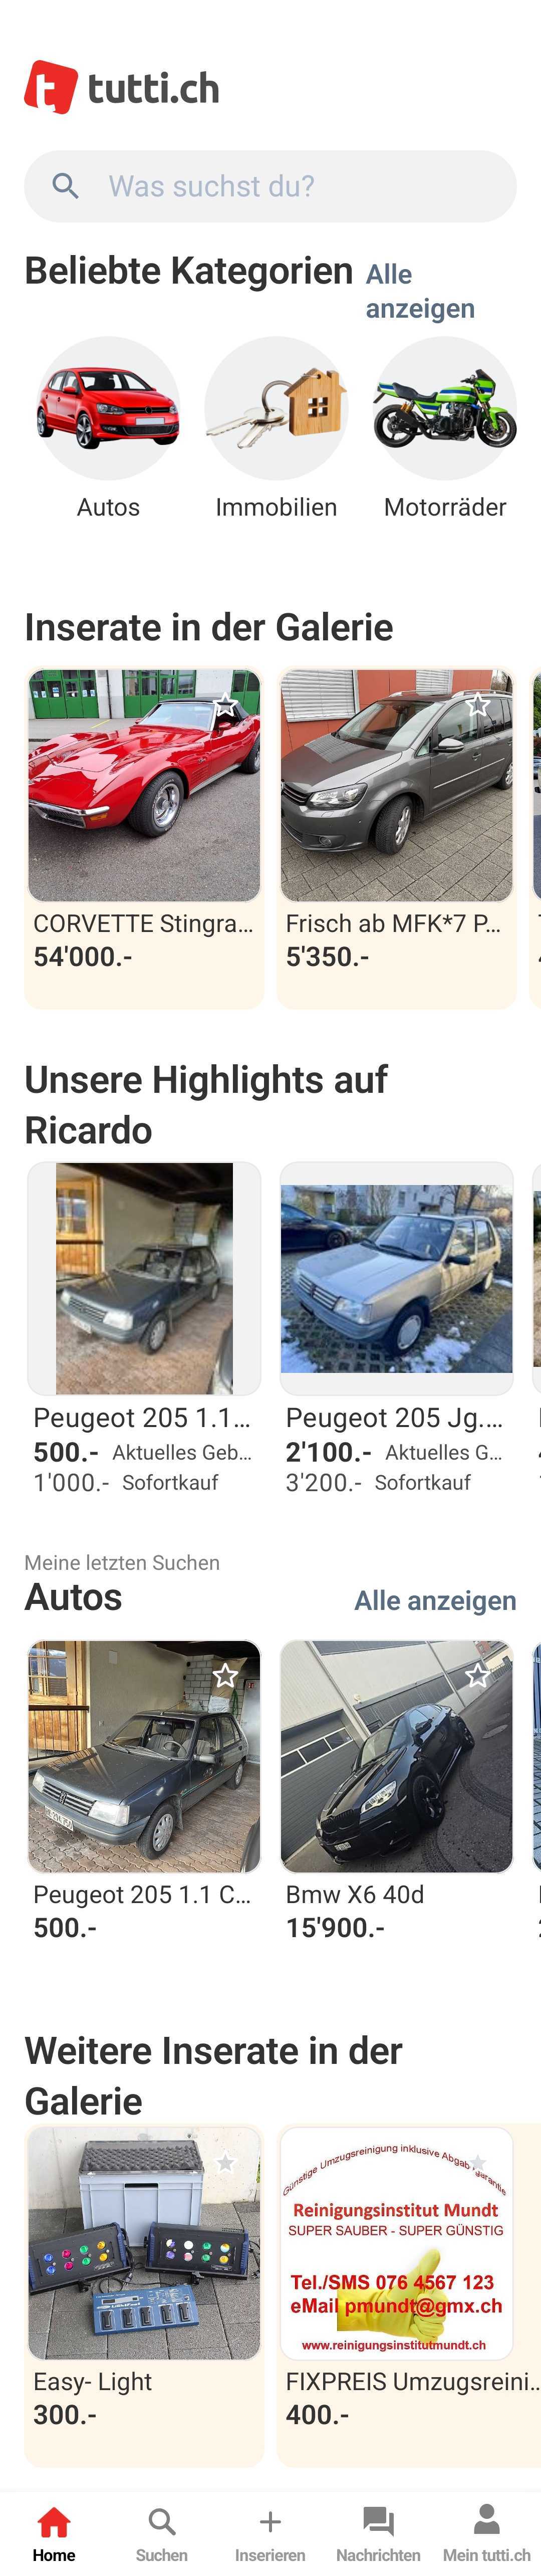 tutti.ch
Was suchst du?
Beliebte Kategorien
Alle
anzeigen
Autos
Immobilien
Motorräder
Inserate in der Galerie
CORVETTE Stingra...
54'000.-
Frisch ab MFK*7 P...
5'350.-
Unsere Highlights auf
Ricardo
Peugeot 205 1.1...
500.- Aktuelles Geb...
1'000.- Sofortkauf
Peugeot 205 Jg....
2'100.- Aktuelles G...
3'200.- Sofortkauf
Meine letzten Suchen
Autos
Alle anzeigen
Peugeot 205 1.1 C...
500.-
Bmw X6 40d
15'900.-
Weitere Inserate in der
Galerie
Günstige Umzugsreinigung inklusive Abgab garantie
Reinigungsinstitut Mundt
SUPER SAUBER - SUPER GÜNSTIG
Tel./SMS 076 4567 123
eMail pmundt@gmx.ch
www.reinigungsinstitutmundt.ch
Easy- Light
300.-
FIXPREIS Umzugsreini...
400.-
Home
Suchen
Inserieren
Nachrichten
Mein tutti.ch